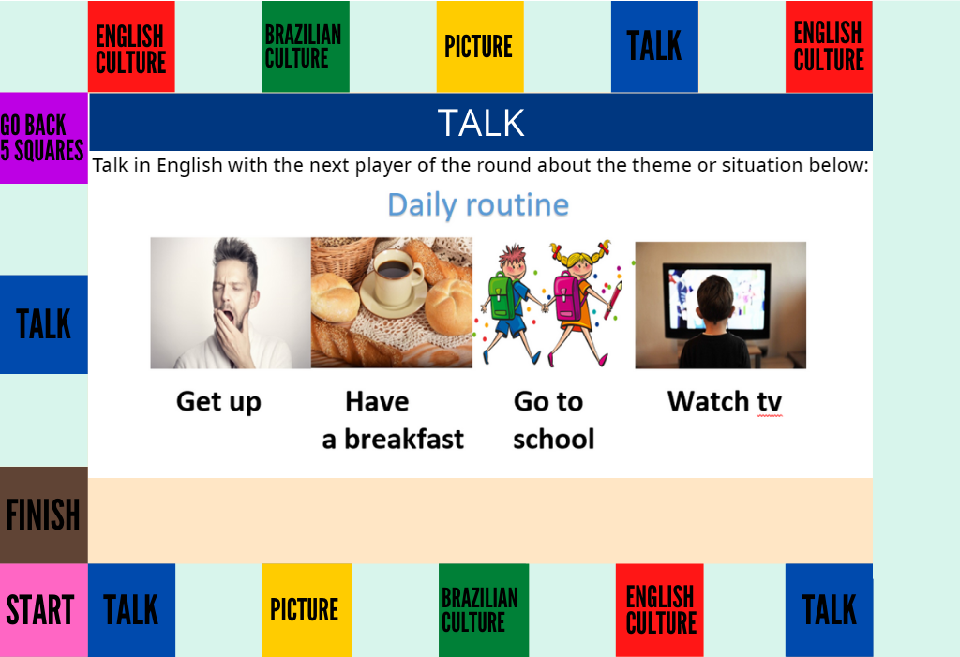 ENGLISH
CULTURE
BRAZILIAN
CULTURE
PICTURE
TALK
ENGLISH
CULTURE
GO BACK
5 SQUARES
TALK
Talk in English with the next player of the round about the theme or situation below:
Daily routine
Get up
Have
a breakfast
Go to
school
Watch tv
TALK
FINISH
START
TALK
PICTURE
BRAZILIAN
CULTURE
ENGLISH
CULTURE
TALK